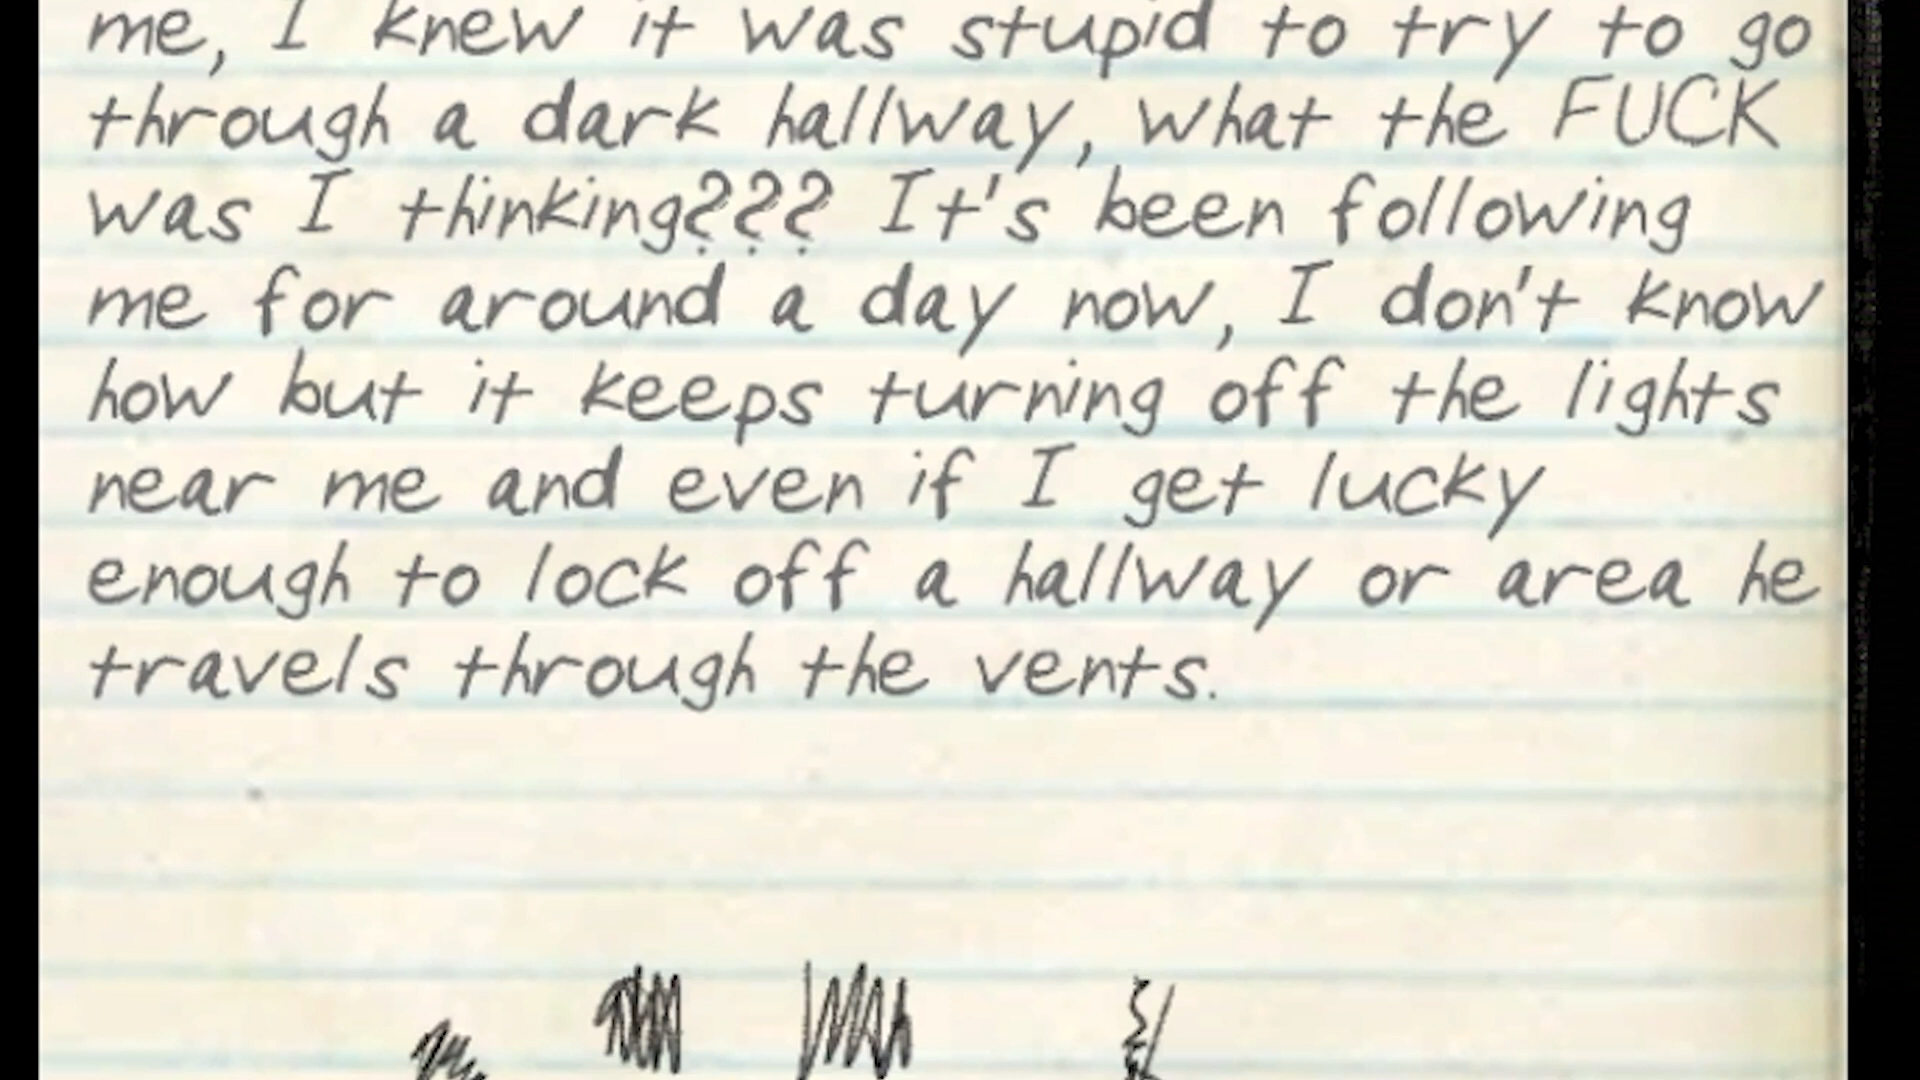 me, I knew it was stupid to try to go
through a dark hallway, what the FUCK
was I thinking??? It's been following
me for around a day now, I don't know
how but it keeps turning off the lights
near me and even if I get lucky
enough to lock off a hallway or area he
travels through the vents.